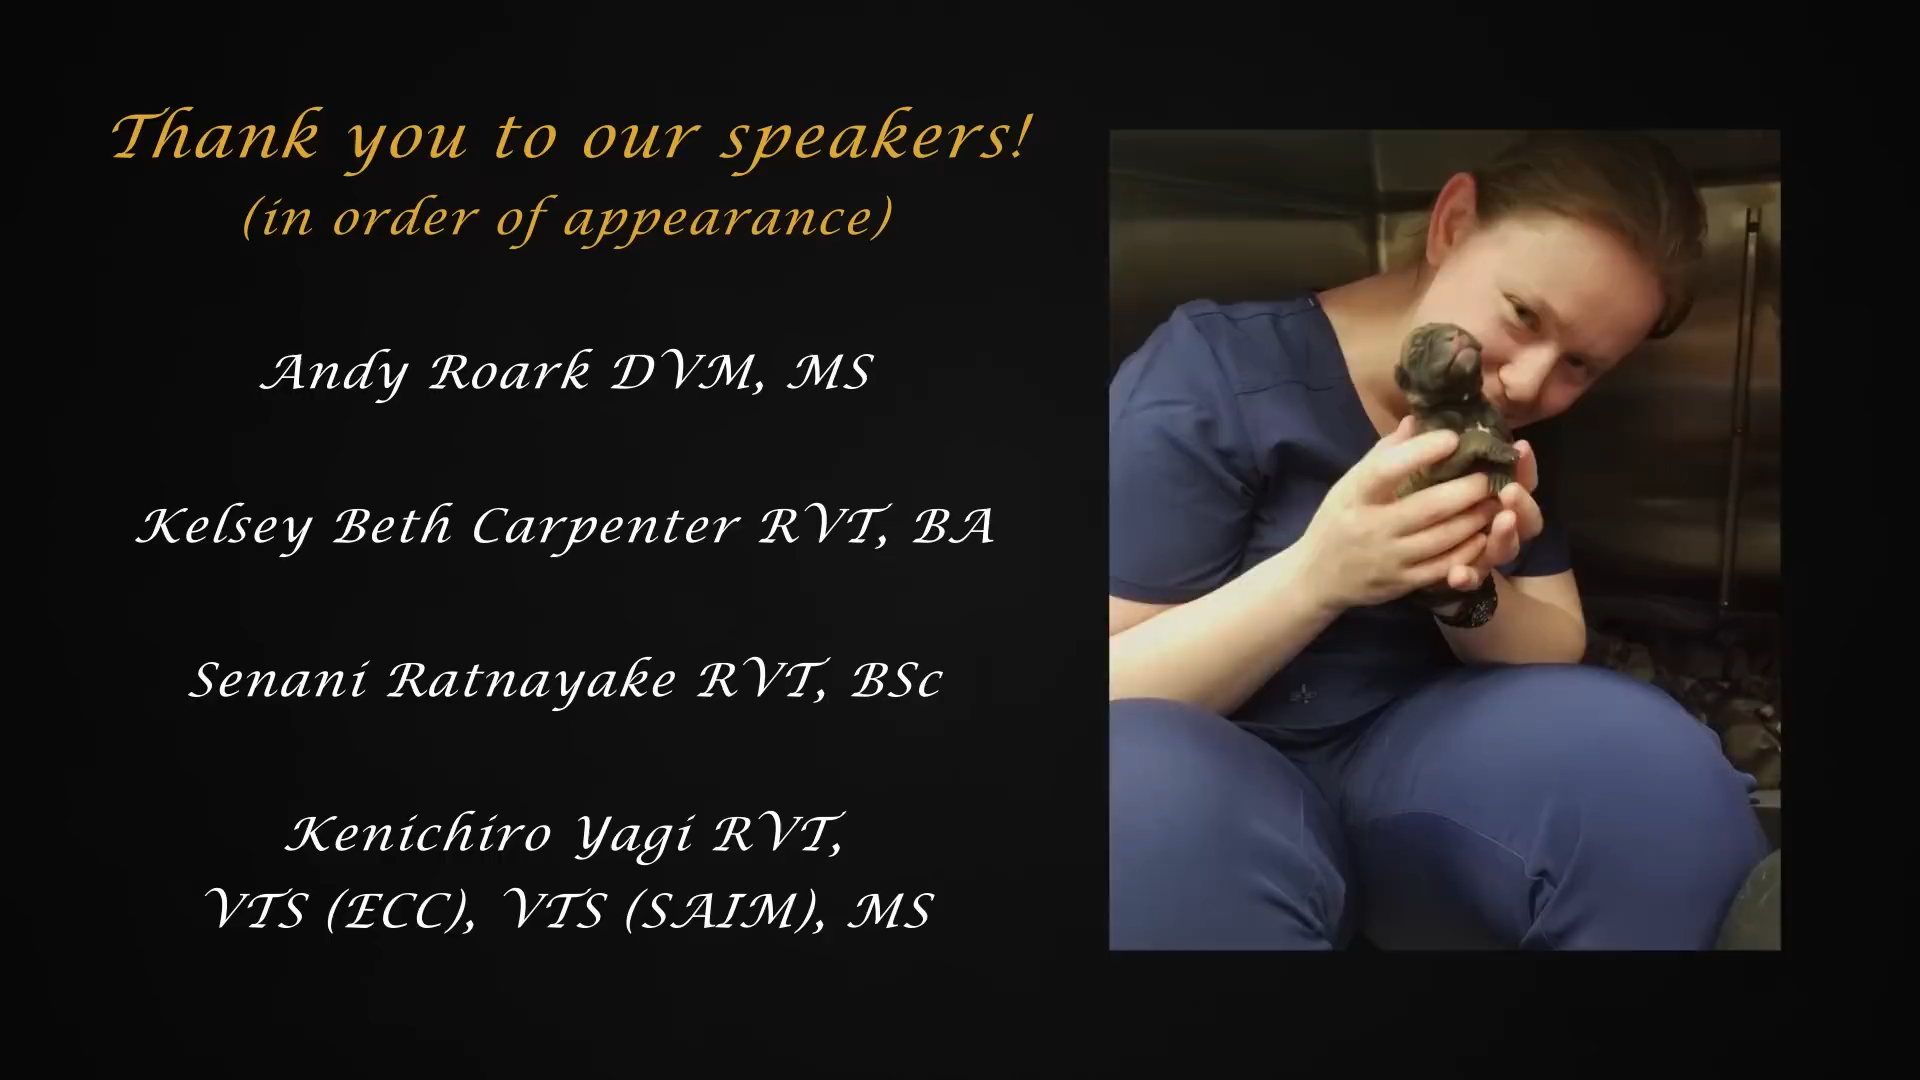 Thank you to our speakers!
(in order of appearance)
Andy Roark DVM, MS
Kelsey Beth Carpenter RVT, BA
Senani Ratnayake RVT, BSc
Kenichiro Yagi RVT,
VTS (ECC), VTS (SAIM), MS